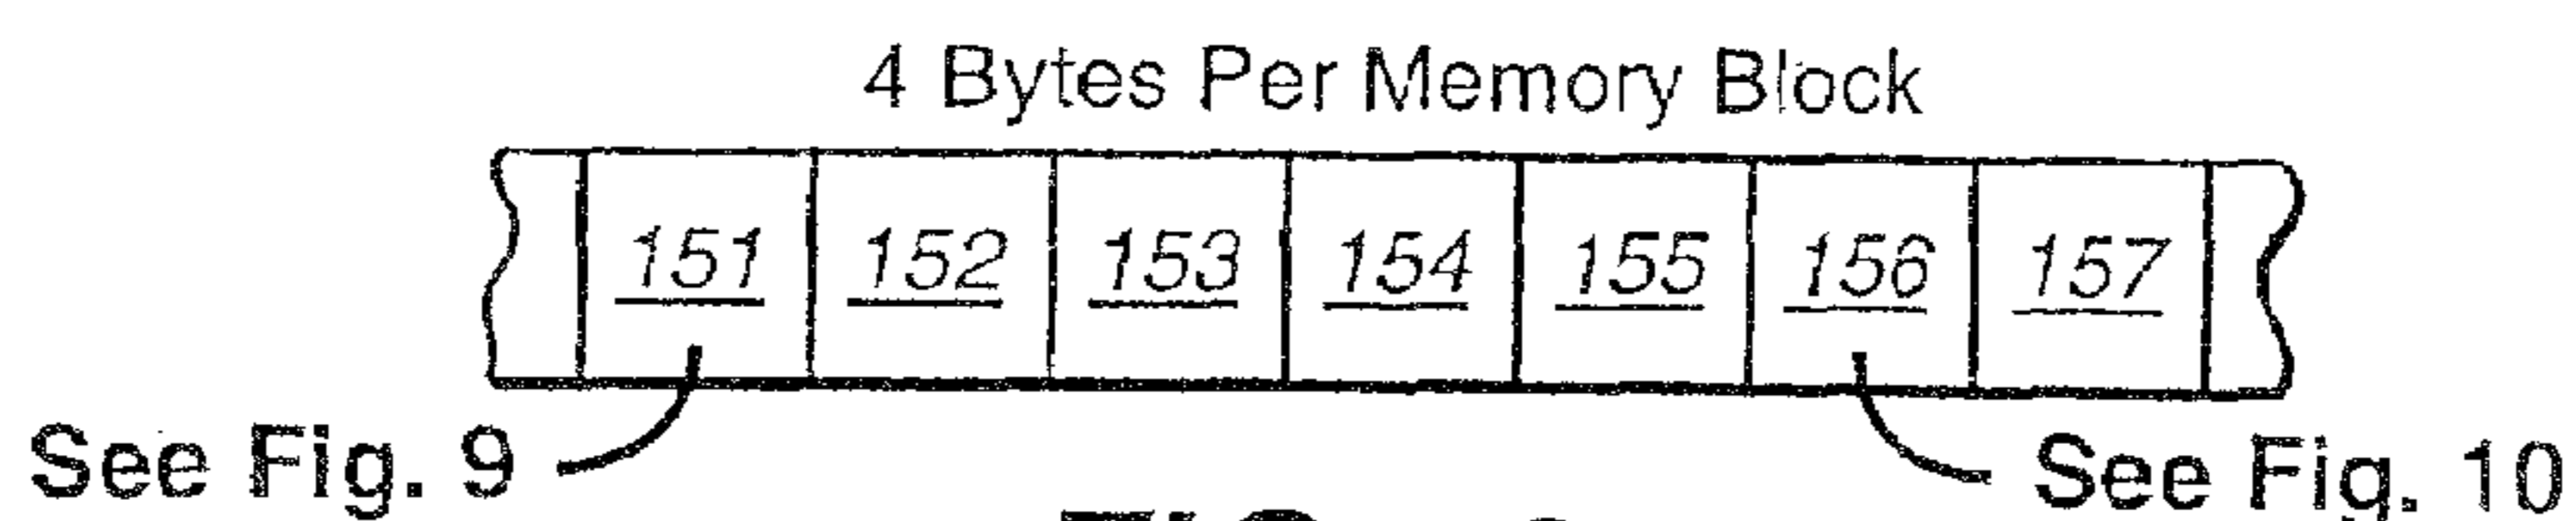 4 Bytes Per Memory Block
151 152 153 154 155 156 157
See Fig. 9
See Fig. 10